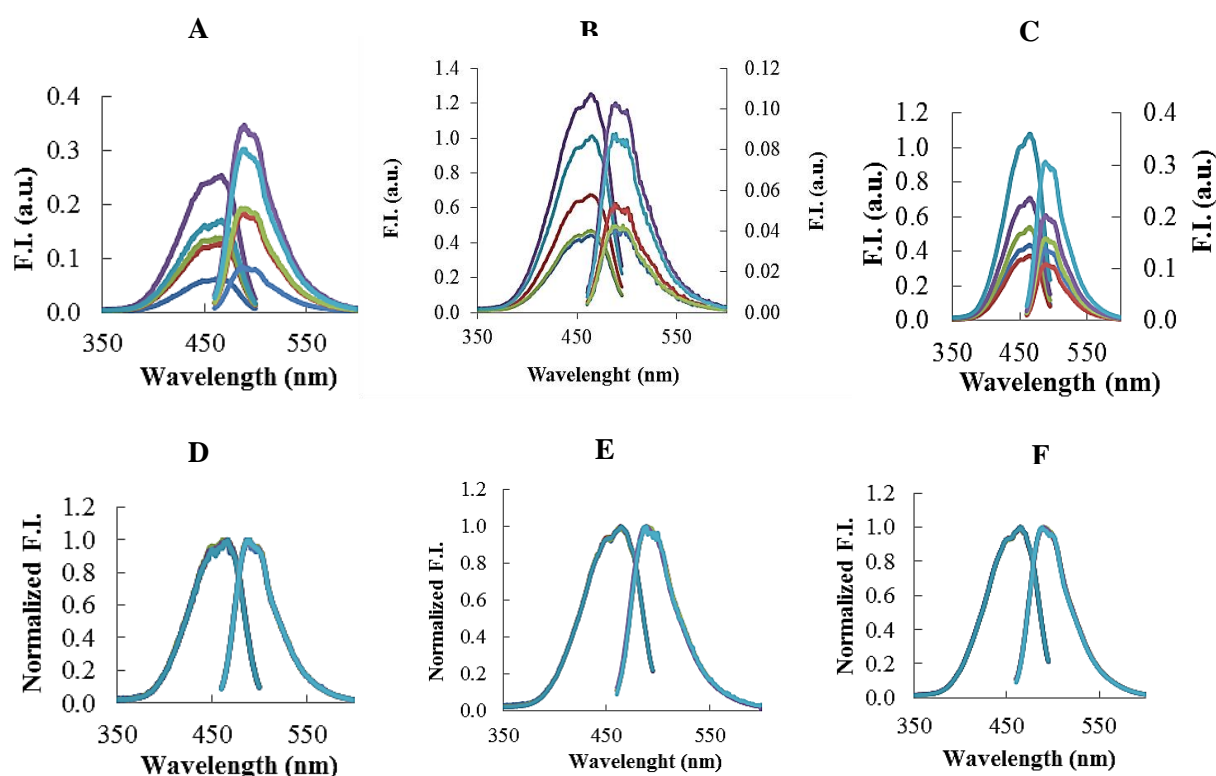 A
B
C
0.4
0.3
0.2
0.1
0.0
F.I. (a.u.)
350 450 550
Wavelength (nm)
1.4
1.2
1.0
0.8
0.6
0.4
0.2
0.0
F.I. (a.u.)
0.12
0.10
0.08
0.06
0.04
0.02
0.00
F.I. (a.u.)
350 450 550
Wavelenght (nm)
1.2
1.0
0.8
0.6
0.4
0.2
0.0
F.I. (a.u.)
0.4
0.3
0.2
0.1
0.0
F.I. (a.u.)
350 450 550
Wavelength (nm)
D
E
F
1.2
1.0
0.8
0.6
0.4
0.2
0.0
Normalized F.I.
350 450 550
Wavelength (nm)
1.2
1.0
0.8
0.6
0.4
0.2
0.0
Normalized F.I.
350 450 550
Wavelenght (nm)
1.2
1.0
0.8
0.6
0.4
0.2
0.0
Normalized F.I.
350 450 550
Wavelength (nm)